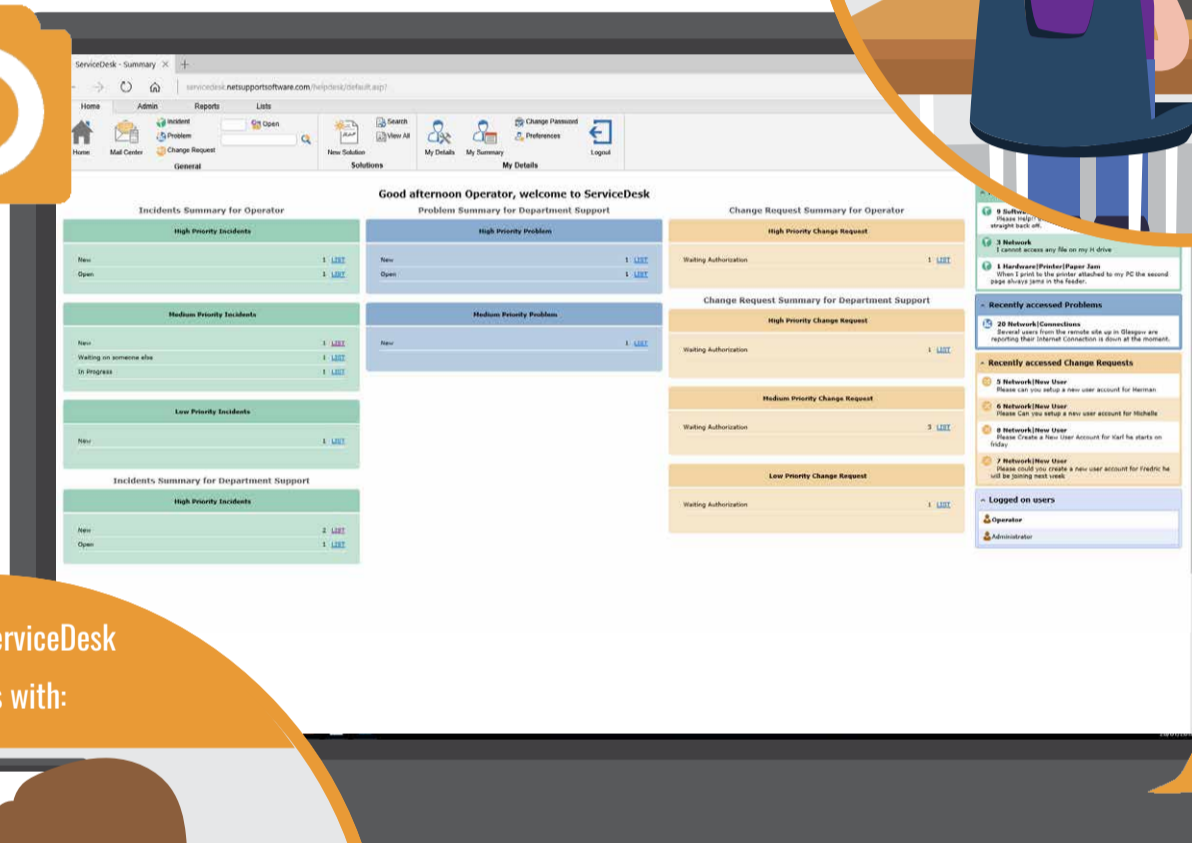 ServiceDesk - Summary
servicedesk.netsupportsoftware.com/helpdesk/default.asp?
Home Admin Reports Lists
Incident
Problem
Change Request
Open
Search
View All
Change Password
Preferences
Home Mail Center New Solution My Details My Summary Logout
General Solutions My Details
Good afternoon Operator, welcome to ServiceDesk
Incidents Summary for Operator
High Priority Incidents
New 1 LIST
Open 1 LIST
Medium Priority Incidents
New 1 LIST
Waiting on someone else 1 LIST
In Progress 1 LIST
Low Priority Incidents
New 1 LIST
Incidents Summary for Department Support
High Priority Incidents
New 2 LIST
Open 1 LIST
Problem Summary for Department Support
High Priority Problem
New 1 LIST
Open 1 LIST
Medium Priority Problem
New 1 LIST
Change Request Summary for Operator
High Priority Change Request
Waiting Authorization 1 LIST
Change Request Summary for Department Support
High Priority Change Request
Waiting Authorization 1 LIST
Medium Priority Change Request
Waiting Authorization 3 LIST
Low Priority Change Request
Waiting Authorization 1 LIST
9 Softwa
Please Help!
straight back off.
3 Network
I cannot access any file on my H drive
1 Hardware|Printer|Paper Jam
When I print to the printer attached to my PC the second
page always jams in the feeder.
Recently accessed Problems
20 Network|Connections
Several users from the remote site up in Glasgow are
reporting their Internet Connection is down at the moment.
Recently accessed Change Requests
5 Network|New User
Please can you setup a new user account for Herman
6 Network|New User
Please Can you setup a new user account for Michelle
8 Network|New User
Please Create a New User Account for Karl he starts on
friday
7 Network|New User
Please could you create a new user account for Fredric he
will be joining next week
Logged on users
Operator
Administrator
erviceDesk
s with: